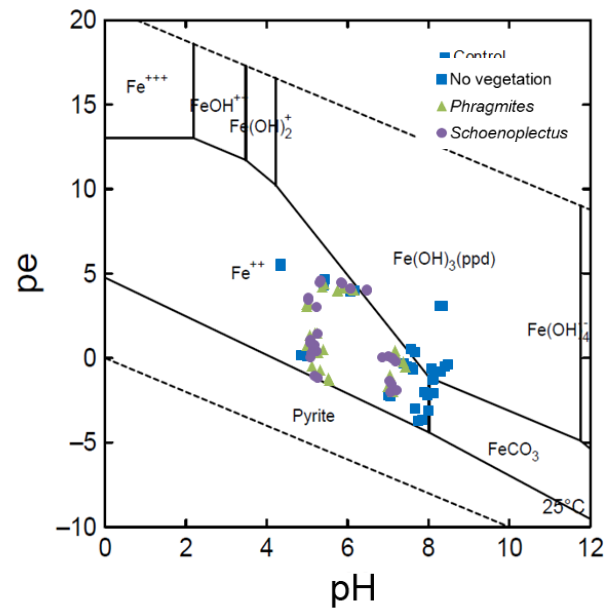 20
15
10
5
0
−5
−10
pe
0
2
4
6
8
10
12
pH
Control
No vegetation
Phragmites
Schoenoplectus
Fe+++
FeOH++
Fe(OH)2+
Fe++
Fe(OH)3(ppd)
Fe(OH)4-
Pyrite
FeCO3
25°C